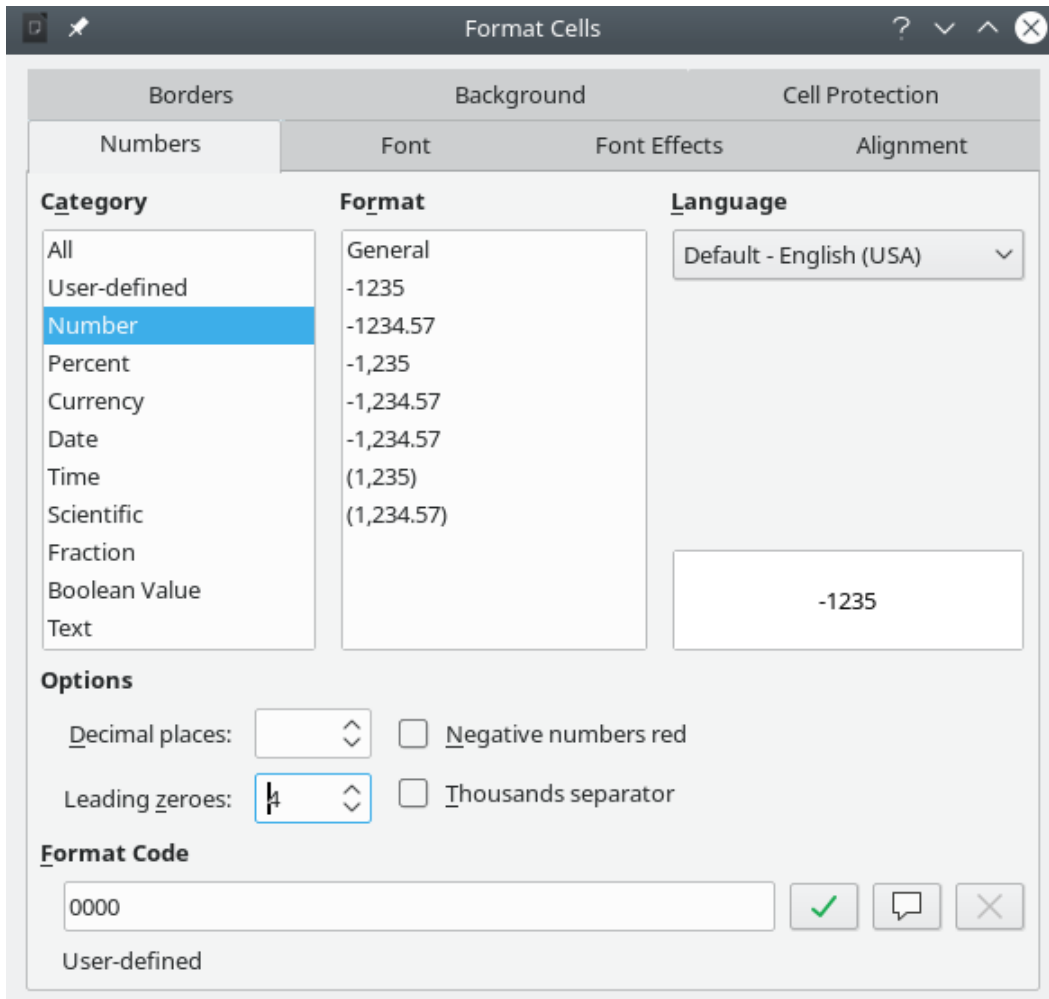 Format Cells
Borders Background Cell Protection
Numbers Font Font Effects Alignment
Category
All
User-defined
Number
Percent
Currency
Date
Time
Scientific
Fraction
Boolean Value
Text
Format
General
-1235
-1234.57
-1,235
-1,234.57
-1,234.57
(1,235)
(1,234.57)
Language
Default - English (USA)
-1235
Options
Decimal places:
Negative numbers red
Leading zeroes: 4
Thousands separator
Format Code
0000
User-defined